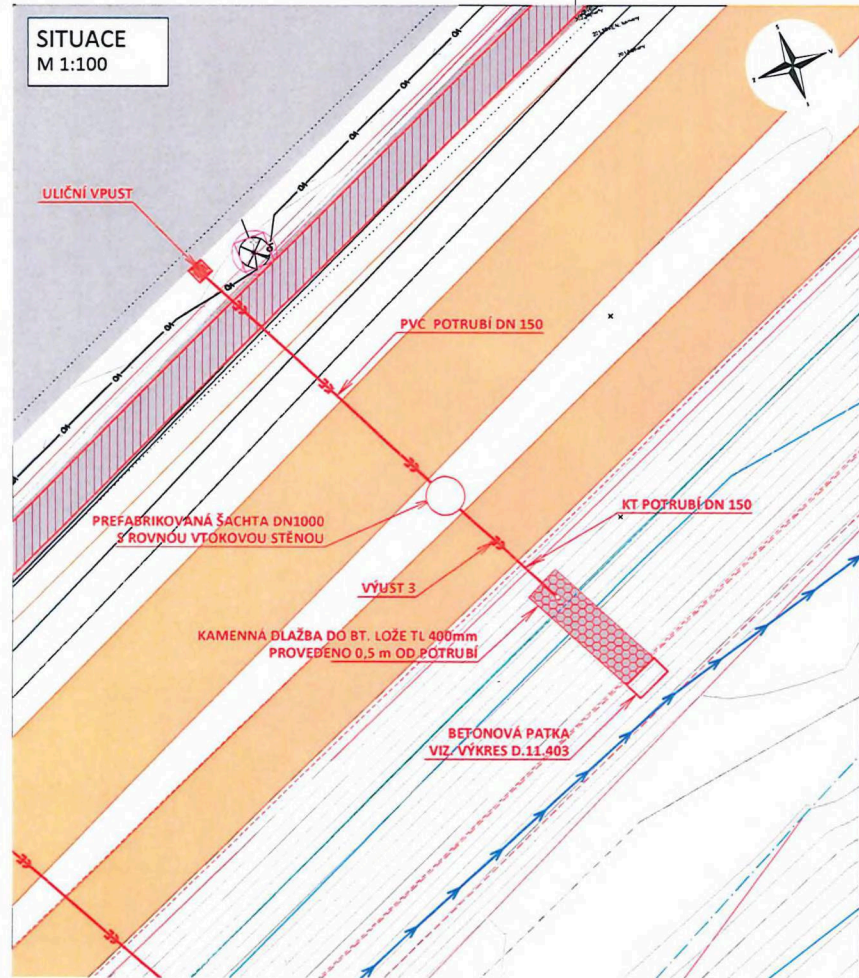 SITUACE
M 1:100
ULIČNÍ VPUST
PVC POTRUBÍ DN 150
PREFABRIKOVANÁ ŠACHTA DN1000
S ROVNOU VTOKOVOU STĚNOU
KT POTRUBÍ DN 150
VÝUST 3
KAMENNÁ DLAŽBA DO BT. LOŽE TL 400mm
PROVEDENO 0,5 m OD POTRUBÍ
BETONOVÁ PATKA
VIZ. VÝKRES D.11.403